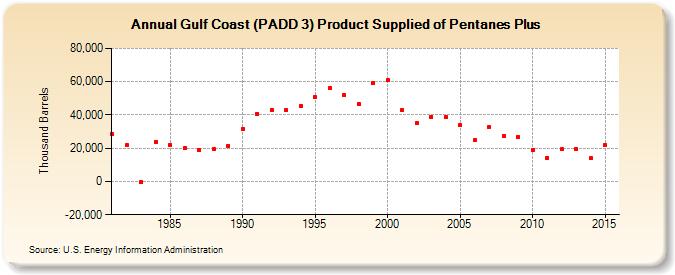 Annual Gulf Coast (PADD 3) Product Supplied of Pentanes Plus
Thousand Barrels
80,000
60,000
40,000
20,000
0
-20,000
1985 1990 1995 2000 2005 2010 2015
Source: U.S. Energy Information Administration